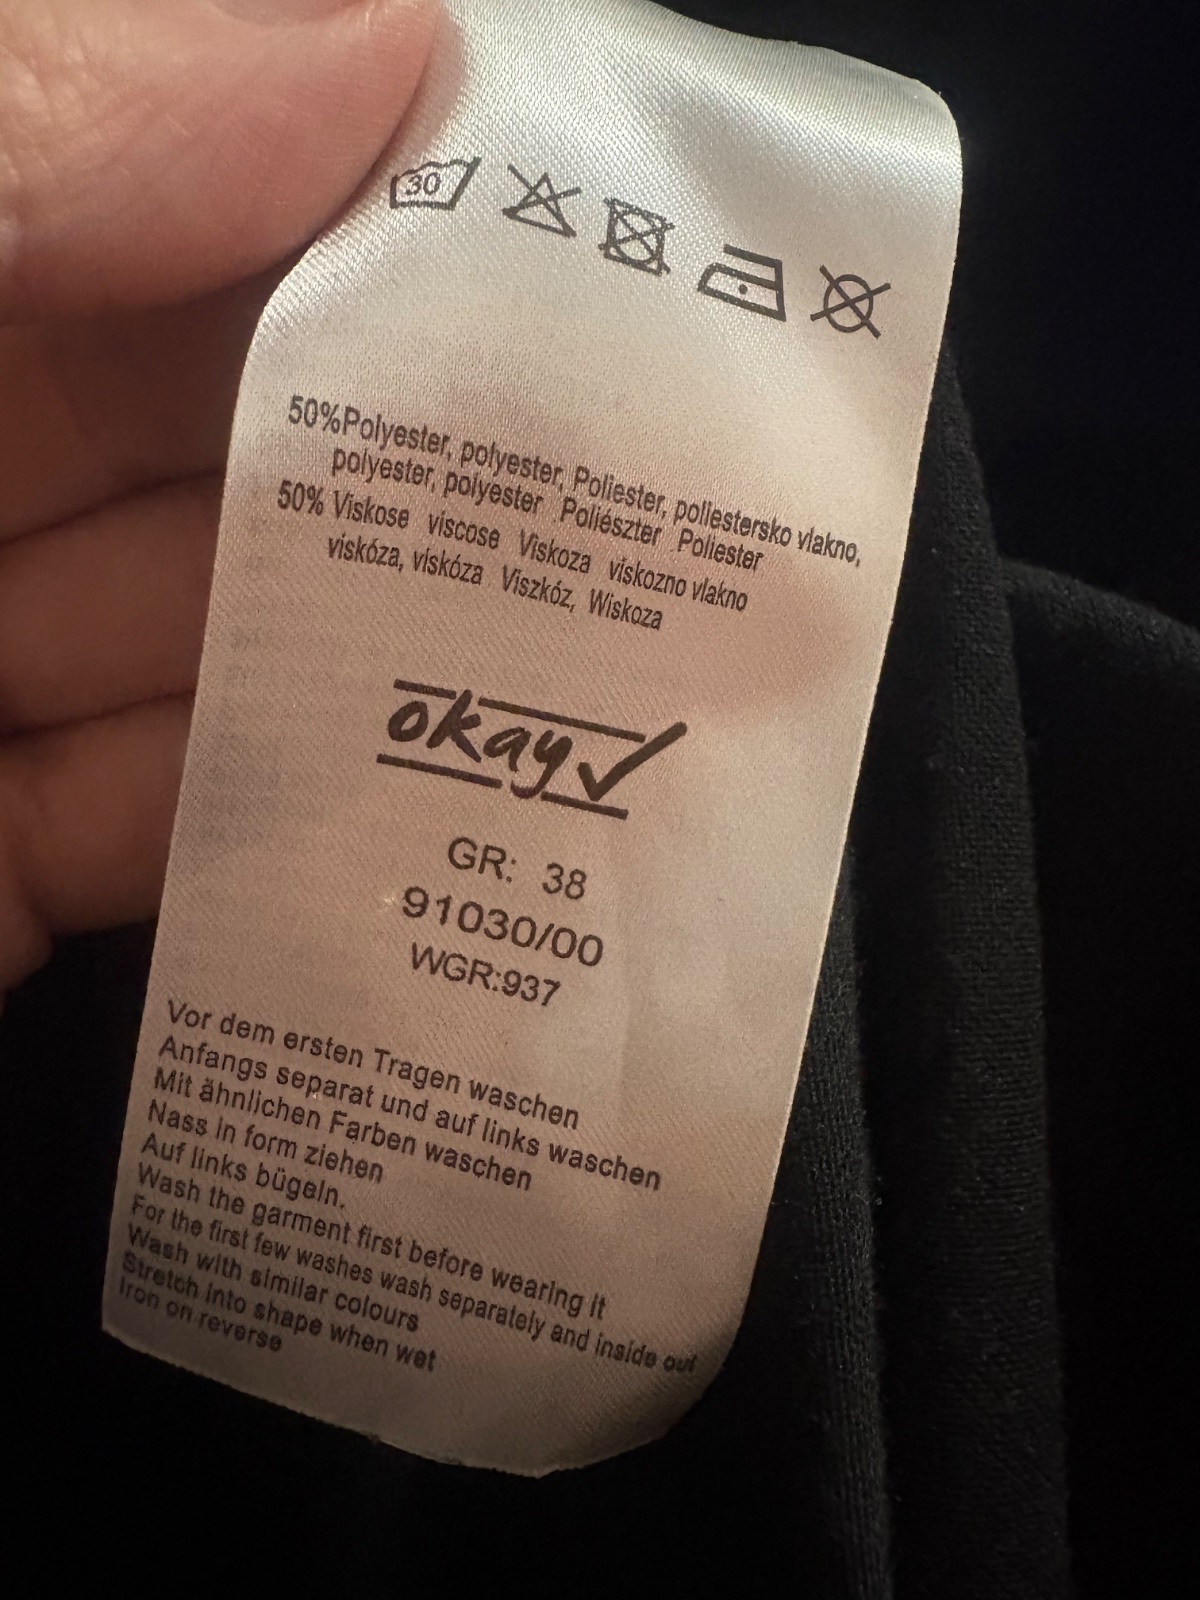 30
50%Polyester, polyester, Poliester, poliestersko vlakno,
polyester, polyester Poliészter Poliester
50% Viskose viscose Viskoza viskozno vlakno
viskóza, viskóza Viszkóz, Wiskoza
okay
GR: 38
91030/00
WGR:937
Vor dem ersten Tragen waschen
Anfangs separat und auf links waschen
Mit ähnlichen Farben waschen
Nass in form ziehen
Auf links bügeln.
Wash the garment first before wearing it
For the first few washes wash separately and inside out
Wash with similar colours
Stretch into shape when wet
Iron on reverse